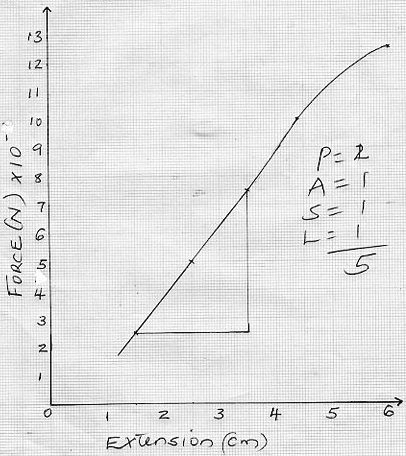 13
12
11
10
9
8
7
6
5
4
3
2
1
FORCE (N) X10⁻
0 1 2 3 4 5 6
Extension (cm)
P = 2
A = 1
S = 1
L = 1
5